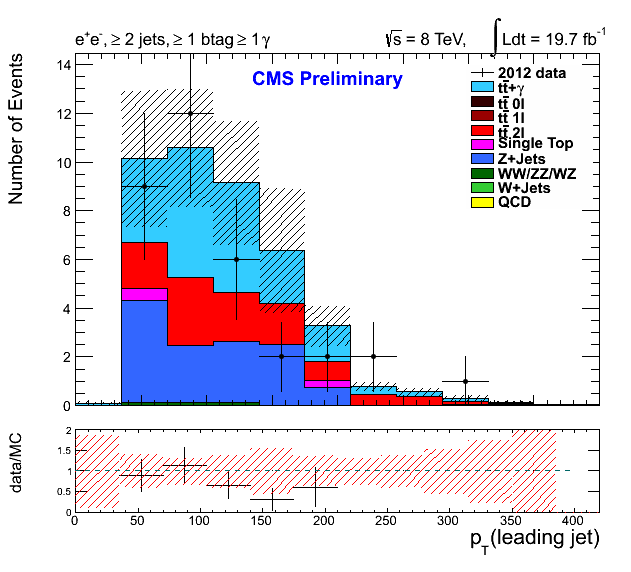 e⁺e⁻, ≥ 2 jets, ≥ 1 btag ≥ 1 γ
√s = 8 TeV, ∫ Ldt = 19.7 fb⁻¹
Number of Events
14
12
10
8
6
4
2
0
CMS Preliminary
2012 data
tt̄+γ
tt̄ 0l
tt̄ 1l
tt̄ 2l
Single Top
Z+Jets
WW/ZZ/WZ
W+Jets
QCD
data/MC
2
1.5
1
0.5
0
0 50 100 150 200 250 300 350 400
p_T(leading jet)